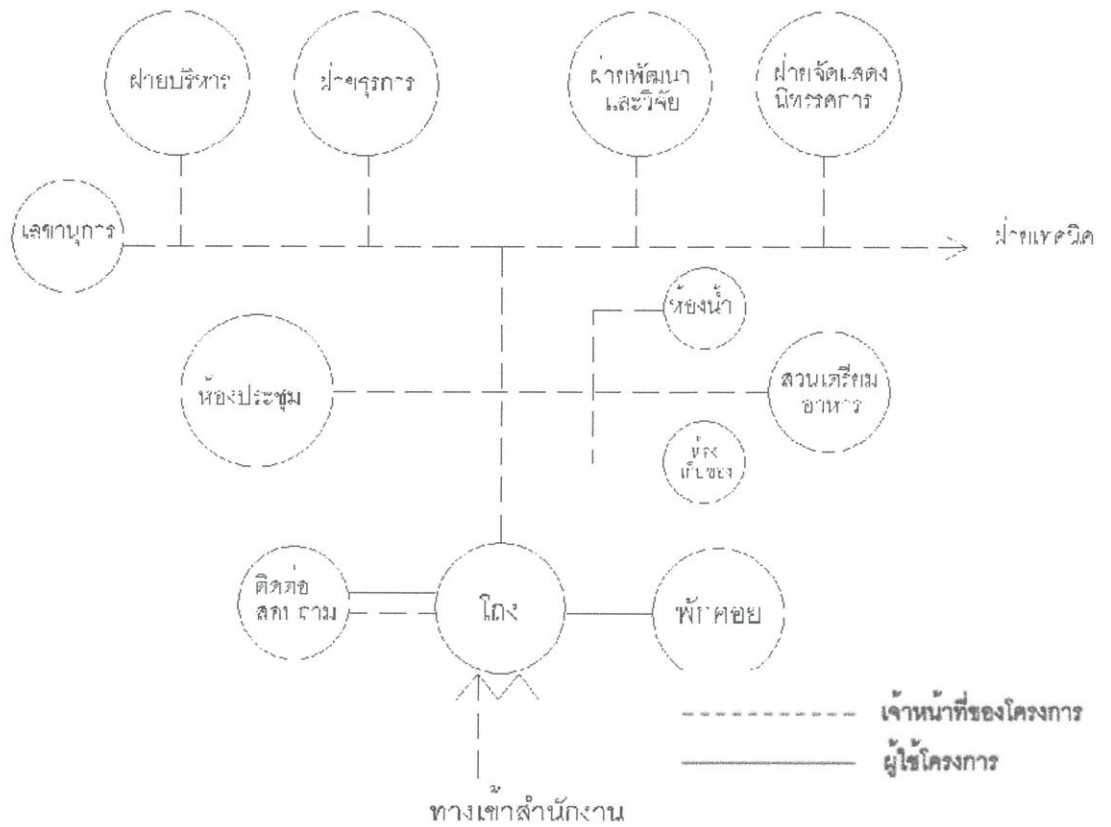 ฝ่ายบริหาร
ฝ่ายธุรการ
ฝ่ายพัฒนา
และวิจัย
ฝ่ายจัดแสดง
นิทรรศการ
เลขานุการ
ฝ่ายเทคนิค
ห้องน้ำ
ห้องประชุม
ส่วนเตรียม
อาหาร
ห้อง
เก็บของ
ติดต่อ
สอบถาม
โถง
พักคอย
เจ้าหน้าที่ของโครงการ
ผู้ใช้โครงการ
ทางเข้าสำนักงาน